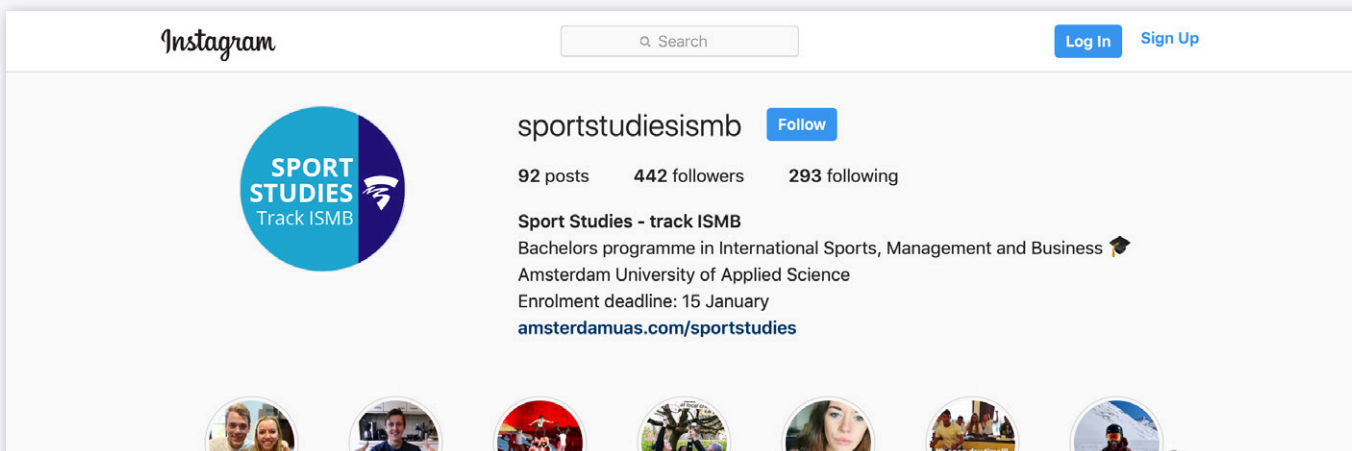 Instagram
Search
Log In
Sign Up
SPORT
STUDIES
Track ISMB
sportstudiesismb
Follow
92 posts 442 followers 293 following
Sport Studies - track ISMB
Bachelors programme in International Sports, Management and Business 🎓
Amsterdam University of Applied Science
Enrolment deadline: 15 January
amsterdamuas.com/sportstudies